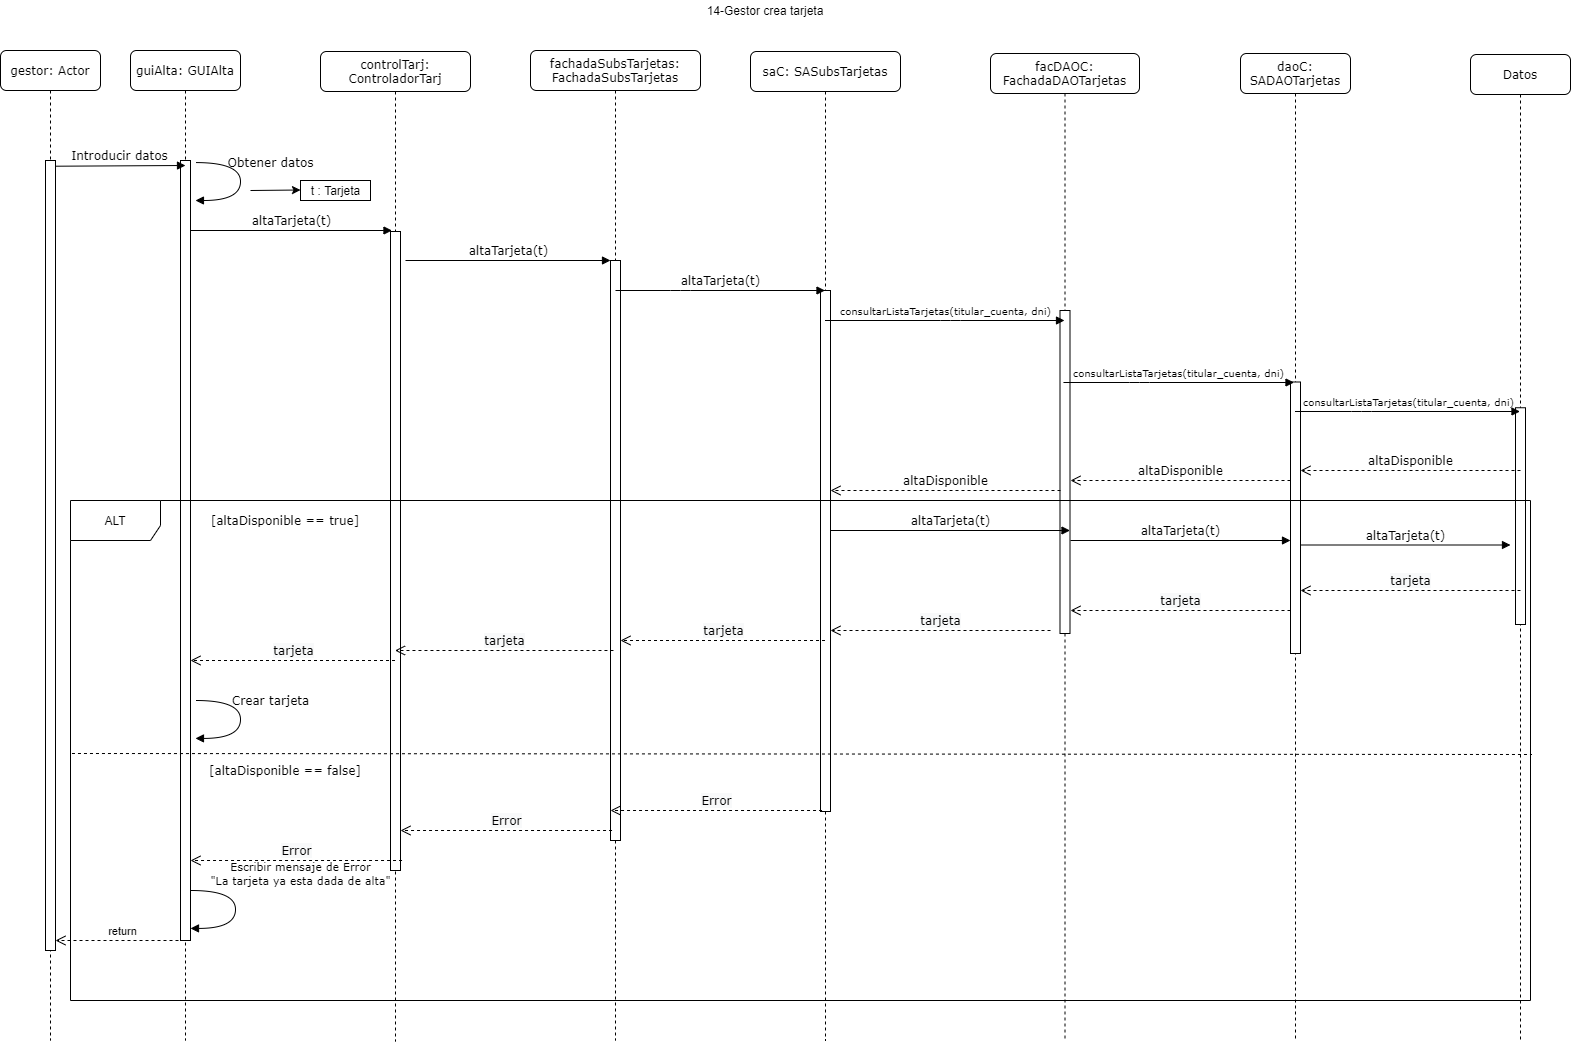 14-Gestor crea tarjeta
gestor: Actor
guiAlta: GUIAlta
controlTarj:
ControladorTarj
fachadaSubsTarjetas:
FachadaSubsTarjetas
saC: SASubsTarjetas
facDAOC:
FachadaDAOTarjetas
daoC:
SADAOTarjetas
Datos
Introducir datos
Obtener datos
t : Tarjeta
altaTarjeta(t)
altaTarjeta(t)
altaTarjeta(t)
consultarListaTarjetas(titular_cuenta, dni)
consultarListaTarjetas(titular_cuenta, dni)
consultarListaTarjetas(titular_cuenta, dni)
altaDisponible
altaDisponible
altaDisponible
ALT
[altaDisponible == true]
altaTarjeta(t)
altaTarjeta(t)
altaTarjeta(t)
tarjeta
tarjeta
tarjeta
tarjeta
tarjeta
tarjeta
Crear tarjeta
[altaDisponible == false]
Error
Error
Error
Escribir mensaje de Error
"La tarjeta ya esta dada de alta"
return